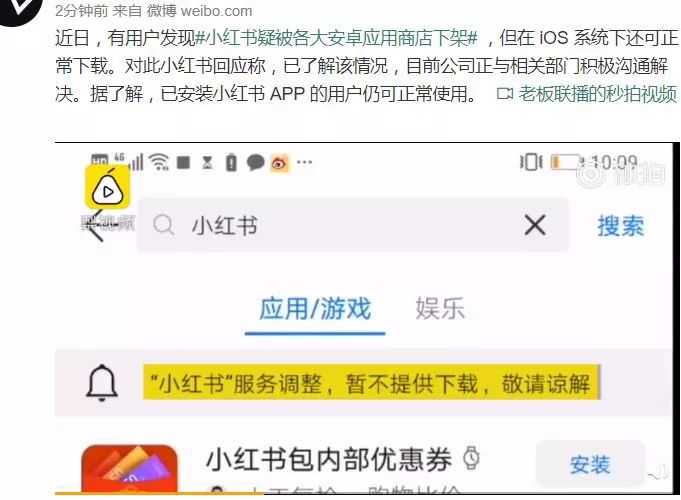 2分钟前 来自 微博 weibo.com
近日，有用户发现#小红书疑被各大安卓应用商店下架# ，但在 iOS 系统下还可正
常下载。对此小红书回应称，已了解该情况，目前公司正与相关部门积极沟通解
决。据了解，已安装小红书 APP 的用户仍可正常使用。 老板联播的秒拍视频
HD 4G 10:09
秒拍
梨视频
小红书 搜索
应用/游戏 娱乐
“小红书”服务调整，暂不提供下载，敬请谅解
小红书包内部优惠券 安装